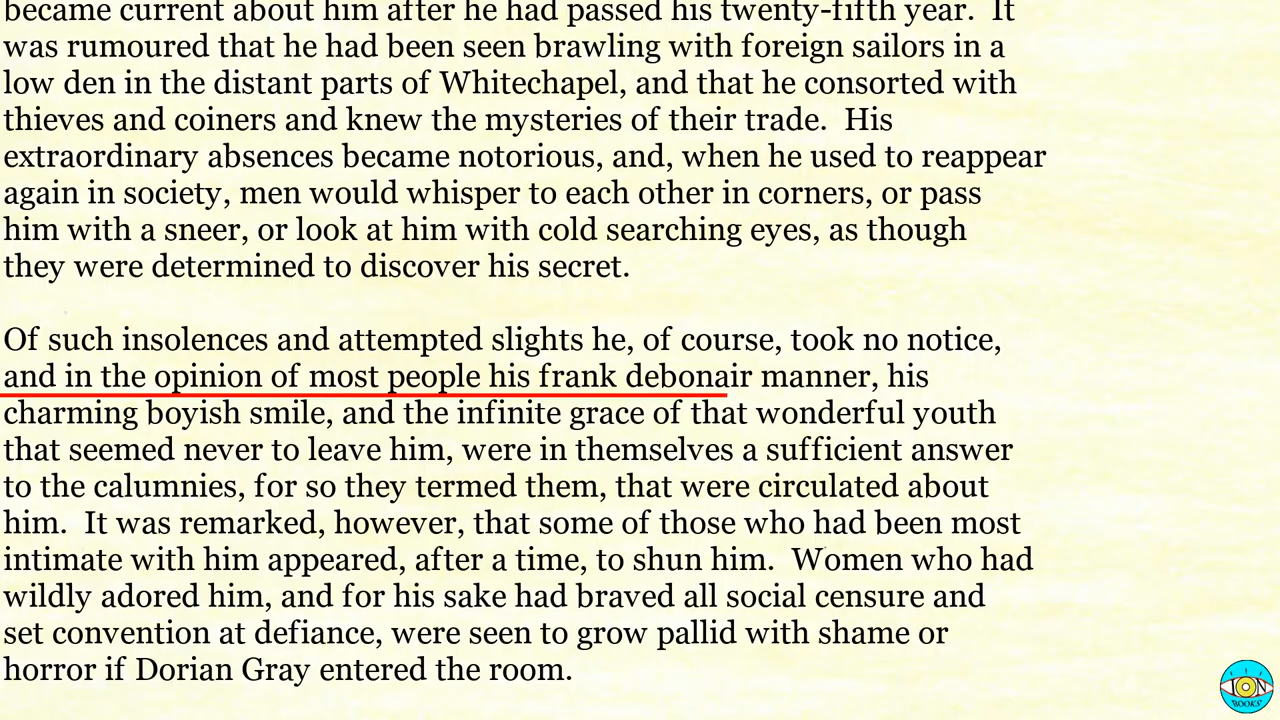 became current about him after he had passed his twenty-fifth year.  It
was rumoured that he had been seen brawling with foreign sailors in a
low den in the distant parts of Whitechapel, and that he consorted with
thieves and coiners and knew the mysteries of their trade.  His
extraordinary absences became notorious, and, when he used to reappear
again in society, men would whisper to each other in corners, or pass
him with a sneer, or look at him with cold searching eyes, as though
they were determined to discover his secret.
Of such insolences and attempted slights he, of course, took no notice,
and in the opinion of most people his frank debonair manner, his
charming boyish smile, and the infinite grace of that wonderful youth
that seemed never to leave him, were in themselves a sufficient answer
to the calumnies, for so they termed them, that were circulated about
him.  It was remarked, however, that some of those who had been most
intimate with him appeared, after a time, to shun him.  Women who had
wildly adored him, and for his sake had braved all social censure and
set convention at defiance, were seen to grow pallid with shame or
horror if Dorian Gray entered the room.
ION
BOOKS